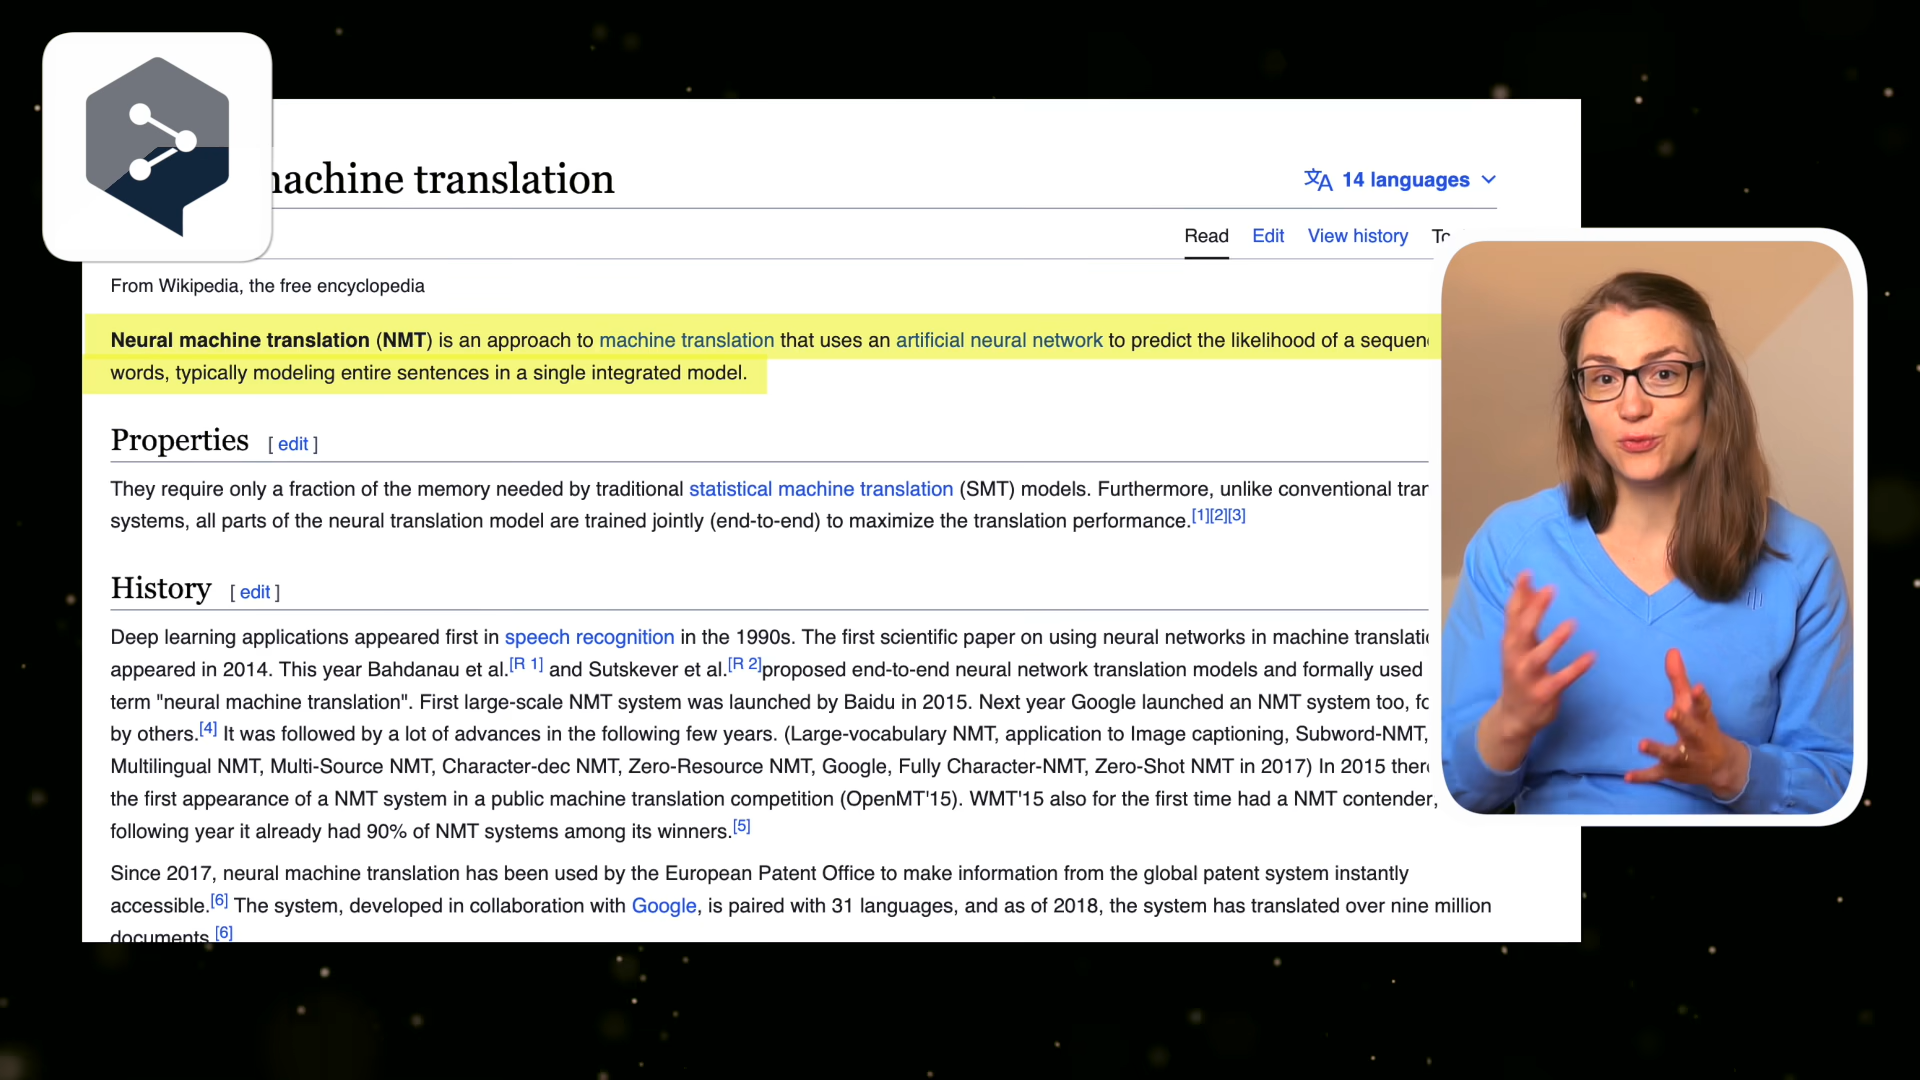 machine translation
14 languages
Read Edit View history
From Wikipedia, the free encyclopedia
Neural machine translation (NMT) is an approach to machine translation that uses an artificial neural network to predict the likelihood of a
words, typically modeling entire sentences in a single integrated model.
Properties [ edit ]
They require only a fraction of the memory needed by traditional statistical machine translation (SMT) models. Furthermore, unlike conventional
systems, all parts of the neural translation model are trained jointly (end-to-end) to maximize the translation performance.[1][2][3]
History [ edit ]
Deep learning applications appeared first in speech recognition in the 1990s. The first scientific paper on using neural networks in machine
appeared in 2014. This year Bahdanau et al.[R 1] and Sutskever et al.[R 2]proposed end-to-end neural network translation models and formally used
term "neural machine translation". First large-scale NMT system was launched by Baidu in 2015. Next year Google launched an NMT system too,
by others.[4] It was followed by a lot of advances in the following few years. (Large-vocabulary NMT, application to Image captioning, Subword-NMT,
Multilingual NMT, Multi-Source NMT, Character-dec NMT, Zero-Resource NMT, Google, Fully Character-NMT, Zero-Shot NMT in 2017) In 2015
the first appearance of a NMT system in a public machine translation competition (OpenMT'15). WMT'15 also for the first time had a NMT contender,
following year it already had 90% of NMT systems among its winners.[5]
Since 2017, neural machine translation has been used by the European Patent Office to make information from the global patent system instantly
accessible.[6] The system, developed in collaboration with Google, is paired with 31 languages, and as of 2018, the system has translated over nine million
documents.[6]